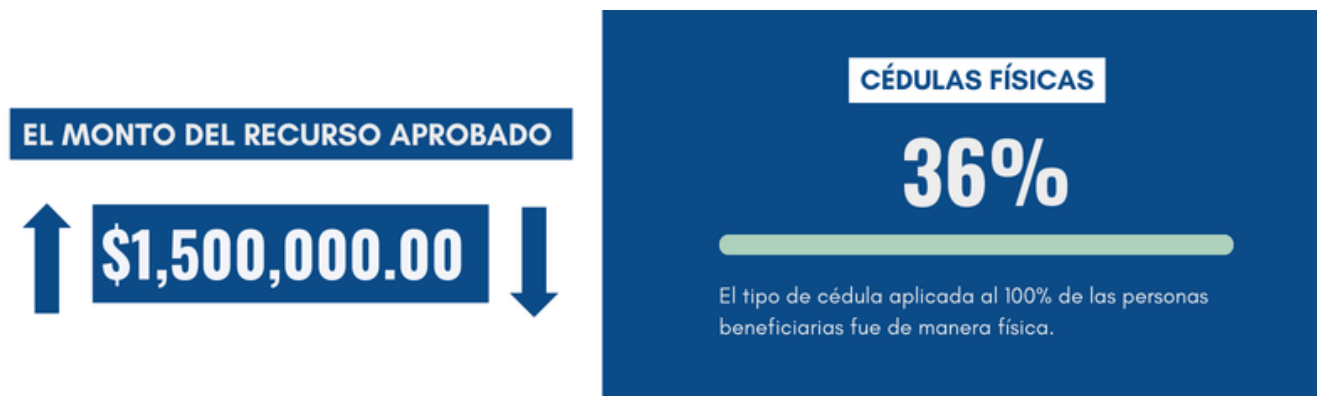 EL MONTO DEL RECURSO APROBADO
$1,500,000.00
CÉDULAS FÍSICAS
36%
El tipo de cédula aplicada al 100% de las personas
beneficiarias fue de manera física.